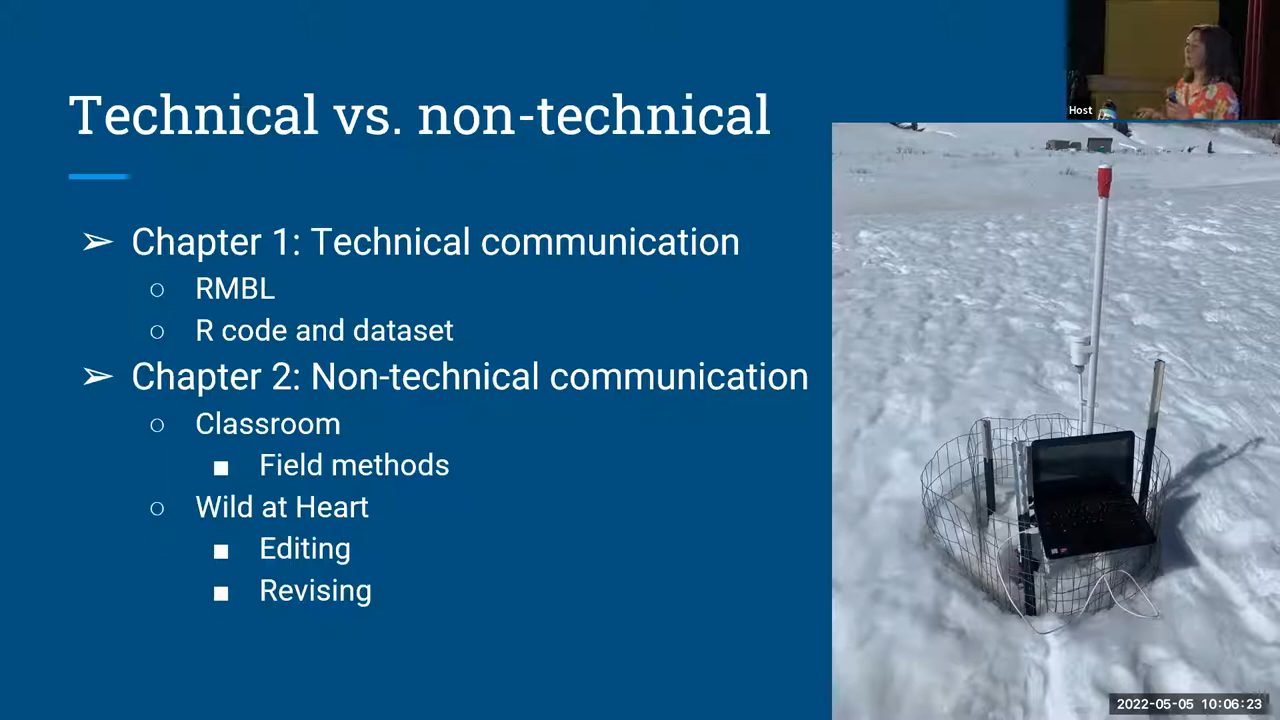 Technical vs. non-technical
Host
➢ Chapter 1: Technical communication
○ RMBL
○ R code and dataset
➢ Chapter 2: Non-technical communication
○ Classroom
■ Field methods
○ Wild at Heart
■ Editing
■ Revising
2022-05-05 10:06:23